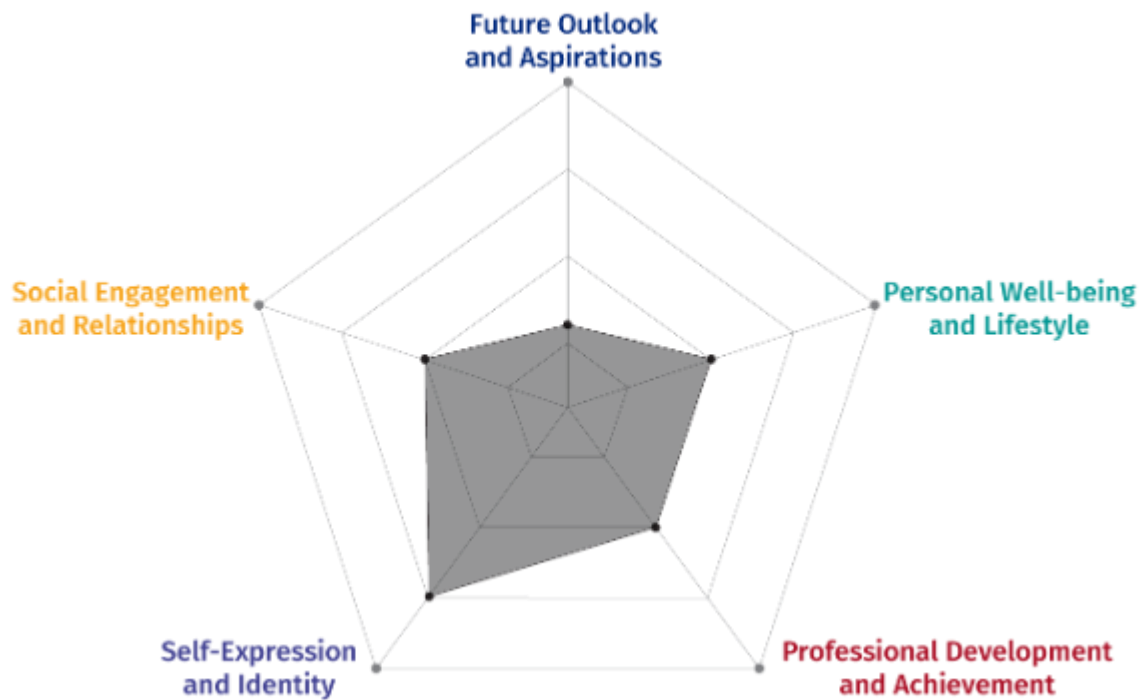 Future Outlook
and Aspirations
Social Engagement
and Relationships
Personal Well-being
and Lifestyle
Self-Expression
and Identity
Professional Development
and Achievement